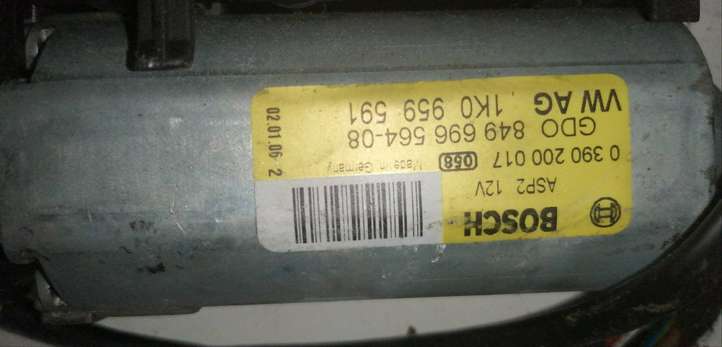 BOSCH
ASP2 12V
0 390 200 017 058
Made in Germany
GDO 849 696 564-08
VW AG , 1K0 959 591
02.01.06 2